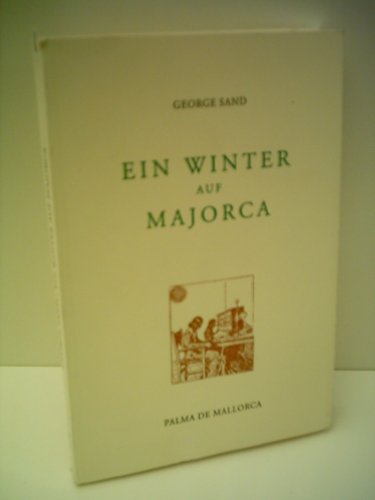 GEORGE SAND
EIN WINTER
AUF
MAJORCA
PALMA DE MALLORCA